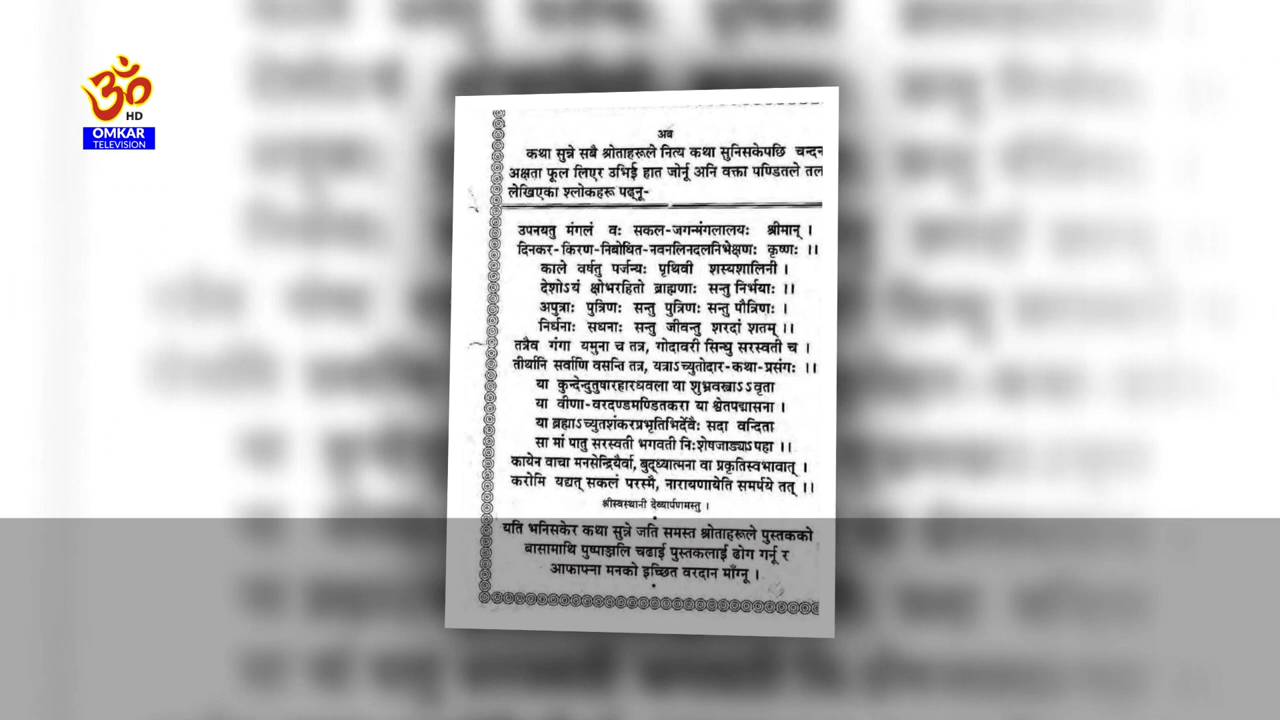 ॐ
HD
OMKAR
TELEVISION
अब
कथा सुन्ने सबै श्रोताहरूले नित्य कथा सुनिसकेपछि चन्दन
अक्षता फूल लिएर उभिई हात जोर्नू अनि वक्ता पण्डितले तल
लेखिएका श्लोकहरू पढ्नू-
उपनयतु मंगलं वः सकल-जगन्मंगलालयः श्रीमान् ।
दिनकर-किरण-निबोधित-नवनलिनदलनिभेक्षणः कृष्णः ।।
काले वर्षतु पर्जन्यः पृथिवी शस्यशालिनी ।
देशोऽयं क्षोभरहितो ब्राह्मणाः सन्तु निर्भयाः ।।
अपुत्राः पुत्रिणः सन्तु पुत्रिणः सन्तु पौत्रिणः ।
निर्धनाः सधनाः सन्तु जीवन्तु शरदां शतम् ।।
तत्रैव गंगा यमुना च तत्र, गोदावरी सिन्धु सरस्वती च ।
तीर्थानि सर्वाणि वसन्ति तत्र, यत्राऽच्युतोदार-कथा-प्रसंगः ।।
या कुन्देन्दुतुषारहारधवला या शुभ्रवस्त्राऽऽवृता
या वीणा-वरदण्डमण्डितकरा या श्वेतपद्मासना ।
या ब्रह्माऽच्युतशंकरप्रभृतिभिर्देवैः सदा वन्दिता
सा मां पातु सरस्वती भगवती निःशेषजाड्याऽपहा ।।
कायेन वाचा मनसेन्द्रियैर्वा, बुद्ध्यात्मना वा प्रकृतिस्वभावात् ।
करोमि यद्यत् सकलं परस्मै, नारायणायेति समर्पये तत् ।।
श्रीस्वस्थानी देव्यार्पणमस्तु ।
यति भनिसकेर कथा सुन्ने जति समस्त श्रोताहरूले पुस्तकको
बासामाथि पुष्पाञ्जलि चढाई पुस्तकलाई ढोग गर्नू र
आफाफ्ना मनको इच्छित वरदान माँग्नू ।